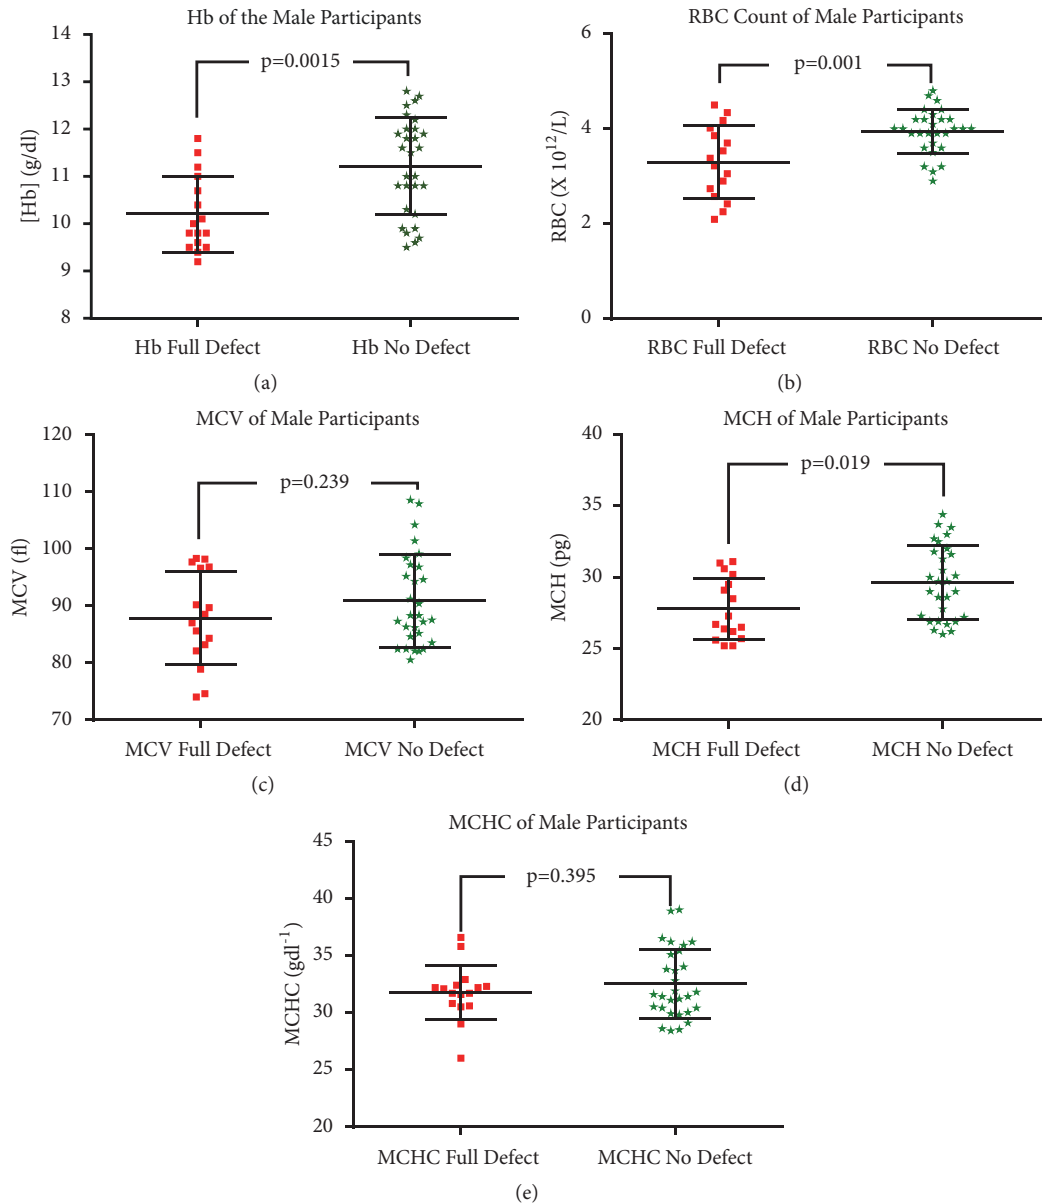 Hb of the Male Participants
14
13
12
11
10
9
8
[Hb] (g/dl)
p=0.0015
Hb Full Defect
Hb No Defect
(a)
RBC Count of Male Participants
6
4
2
0
RBC (X 10¹²/L)
p=0.001
RBC Full Defect
RBC No Defect
(b)
MCV of Male Participants
120
110
100
90
80
70
MCV (fl)
p=0.239
MCV Full Defect
MCV No Defect
(c)
MCH of Male Participants
40
35
30
25
20
MCH (pg)
p=0.019
MCH Full Defect
MCH No Defect
(d)
MCHC of Male Participants
45
40
35
30
25
20
MCHC (gdl⁻¹)
p=0.395
MCHC Full Defect
MCHC No Defect
(e)